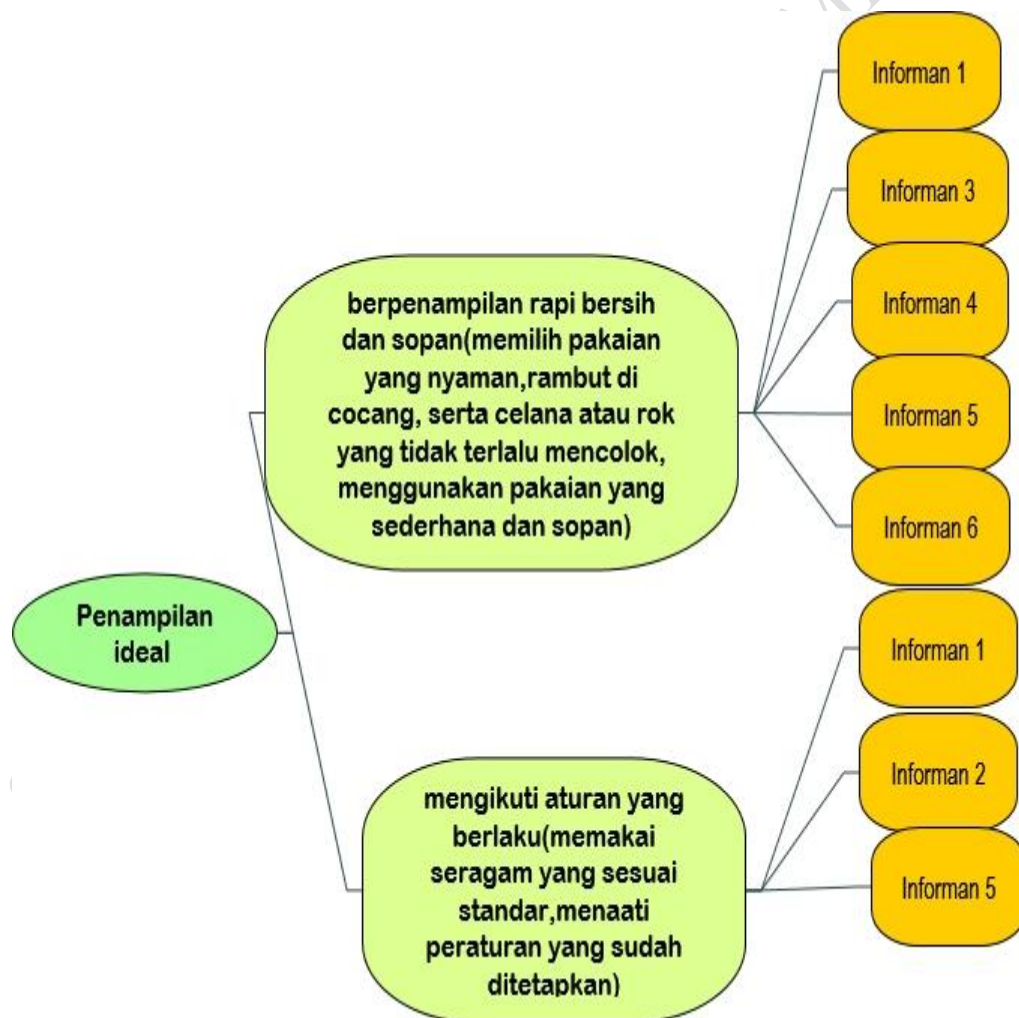 Penampilan
ideal
berpenampilan rapi bersih
dan sopan(memilih pakaian
yang nyaman,rambut di
cocang, serta celana atau rok
yang tidak terlalu mencolok,
menggunakan pakaian yang
sederhana dan sopan)
Informan 1
Informan 3
Informan 4
Informan 5
Informan 6
mengikuti aturan yang
berlaku(memakai
seragam yang sesuai
standar,menaati
peraturan yang sudah
ditetapkan)
Informan 1
Informan 2
Informan 5